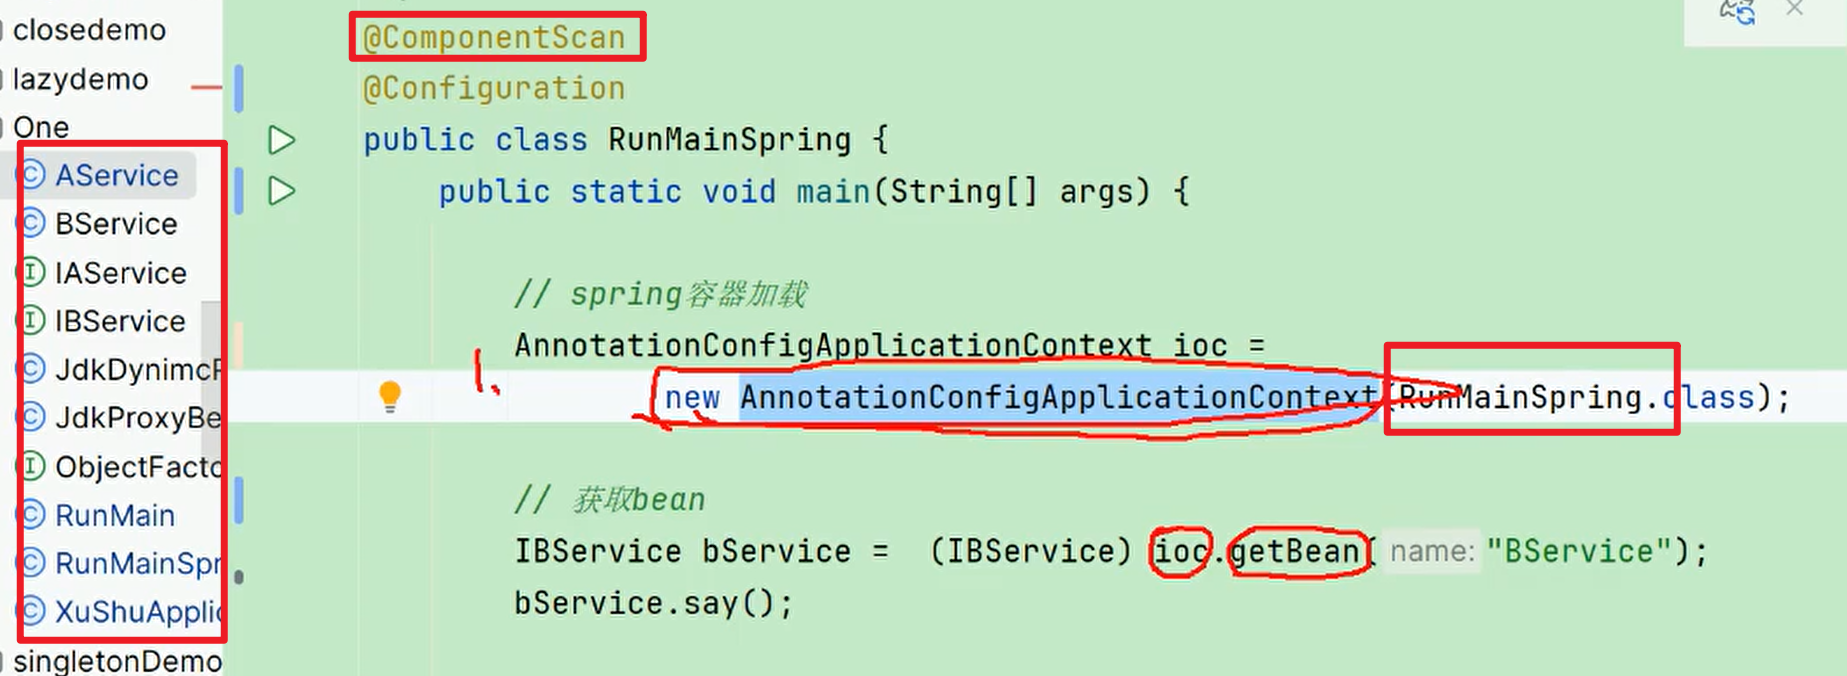 closedemo
lazydemo
One
AService
BService
IAService
IBService
JdkDynimcP
JdkProxyBe
ObjectFacto
RunMain
RunMainSpr
XuShuApplic
singletonDemo
@ComponentScan
@Configuration
public class RunMainSpring {
public static void main(String[] args) {
// spring容器加载
AnnotationConfigApplicationContext ioc =
1.
new AnnotationConfigApplicationContext(RunMainSpring.class);
// 获取bean
IBService bService = (IBService) ioc.getBean( name: "BService");
bService.say();